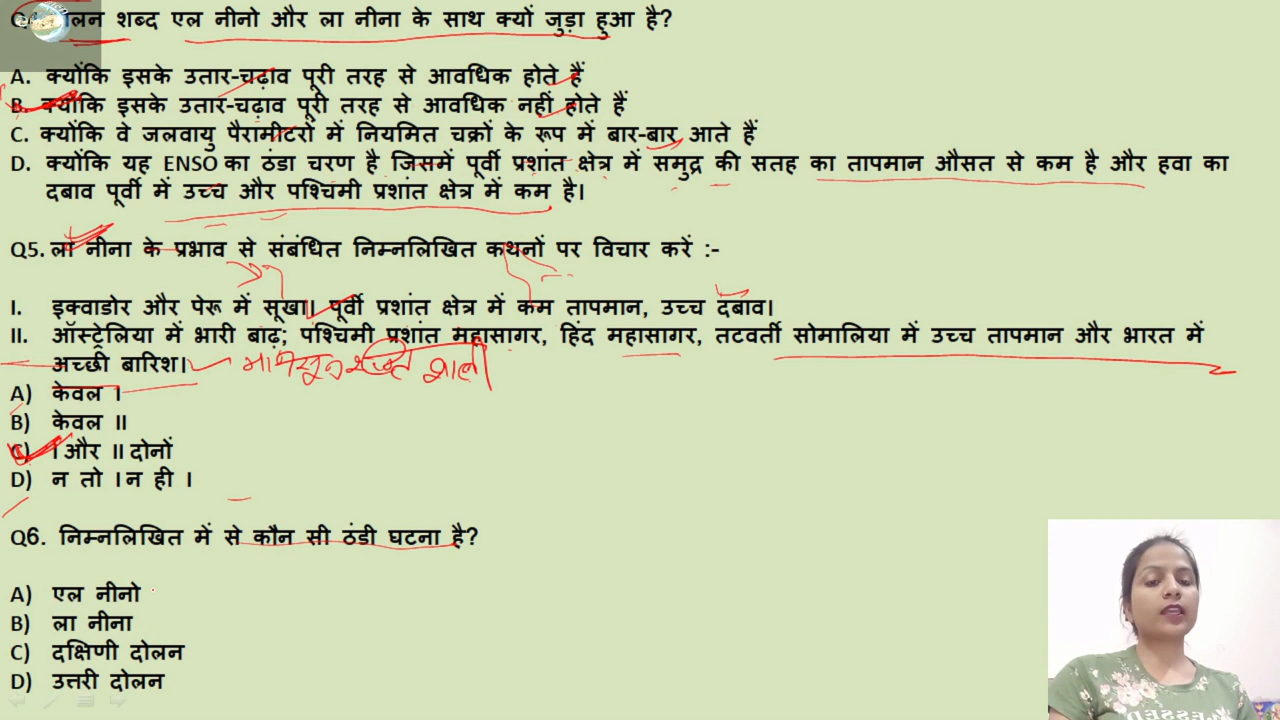 लन शब्द एल नीनो और ला नीना के साथ क्यों जुड़ा हुआ है?
A. क्योंकि इसके उतार-चढ़ाव पूरी तरह से आवधिक होते हैं
B. क्योंकि इसके उतार-चढ़ाव पूरी तरह से आवधिक नहीं होते हैं
C. क्योंकि वे जलवायु पैरामीटरों में नियमित चक्रों के रूप में बार-बार आते हैं
D. क्योंकि यह ENSO का ठंडा चरण है जिसमें पूर्वी प्रशांत क्षेत्र में समुद्र की सतह का तापमान औसत से कम है और हवा का
दबाव पूर्वी में उच्च और पश्चिमी प्रशांत क्षेत्र में कम है।
Q5. ला नीना के प्रभाव से संबंधित निम्नलिखित कथनों पर विचार करें :-
I. इक्वाडोर और पेरू में सूखा। पूर्वी प्रशांत क्षेत्र में कम तापमान, उच्च दबाव।
II. ऑस्ट्रेलिया में भारी बाढ़; पश्चिमी प्रशांत महासागर, हिंद महासागर, तटवर्ती सोमालिया में उच्च तापमान और भारत में
अच्छी बारिश।
A) केवल I
B) केवल II
C) I और II दोनों
D) न तो I न ही I
Q6. निम्नलिखित में से कौन सी ठंडी घटना है?
A) एल नीनो
B) ला नीना
C) दक्षिणी दोलन
D) उत्तरी दोलन